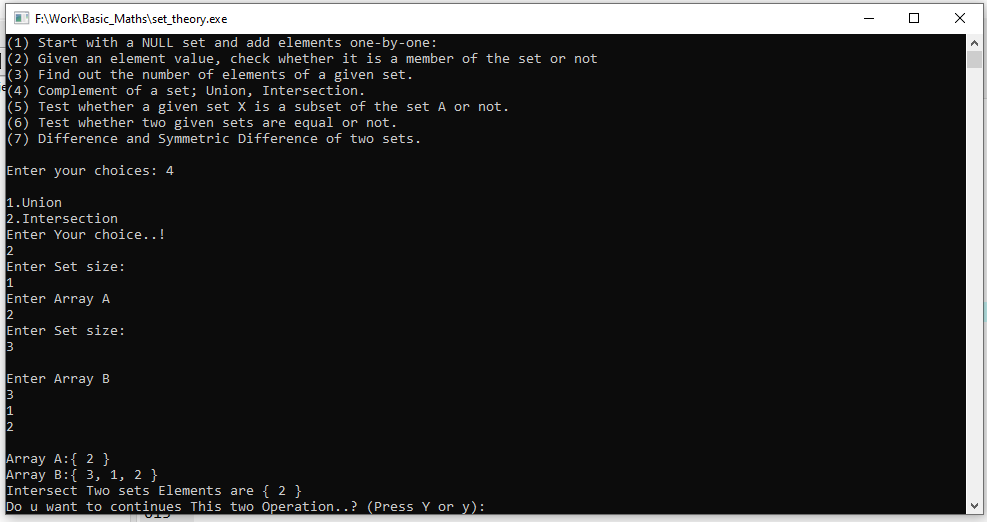 F:\Work\Basic_Maths\set_theory.exe
(1) Start with a NULL set and add elements one-by-one:
(2) Given an element value, check whether it is a member of the set or not
(3) Find out the number of elements of a given set.
(4) Complement of a set; Union, Intersection.
(5) Test whether a given set X is a subset of the set A or not.
(6) Test whether two given sets are equal or not.
(7) Difference and Symmetric Difference of two sets.
Enter your choices: 4
1.Union
2.Intersection
Enter Your choice..!
2
Enter Set size:
1
Enter Array A
2
Enter Set size:
3
Enter Array B
3
1
2
Array A:{ 2 }
Array B:{ 3, 1, 2 }
Intersect Two sets Elements are { 2 }
Do u want to continues This two Operation..? (Press Y or y):